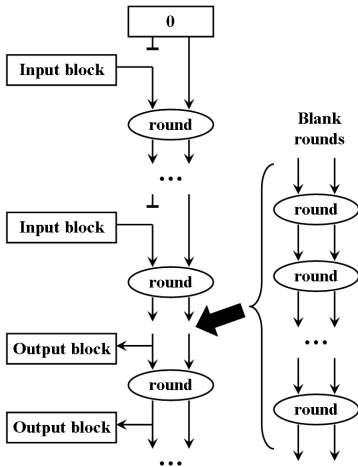 0
Input block
round
...
Input block
round
Output block
round
Output block
...
Blank
rounds
round
round
...
round